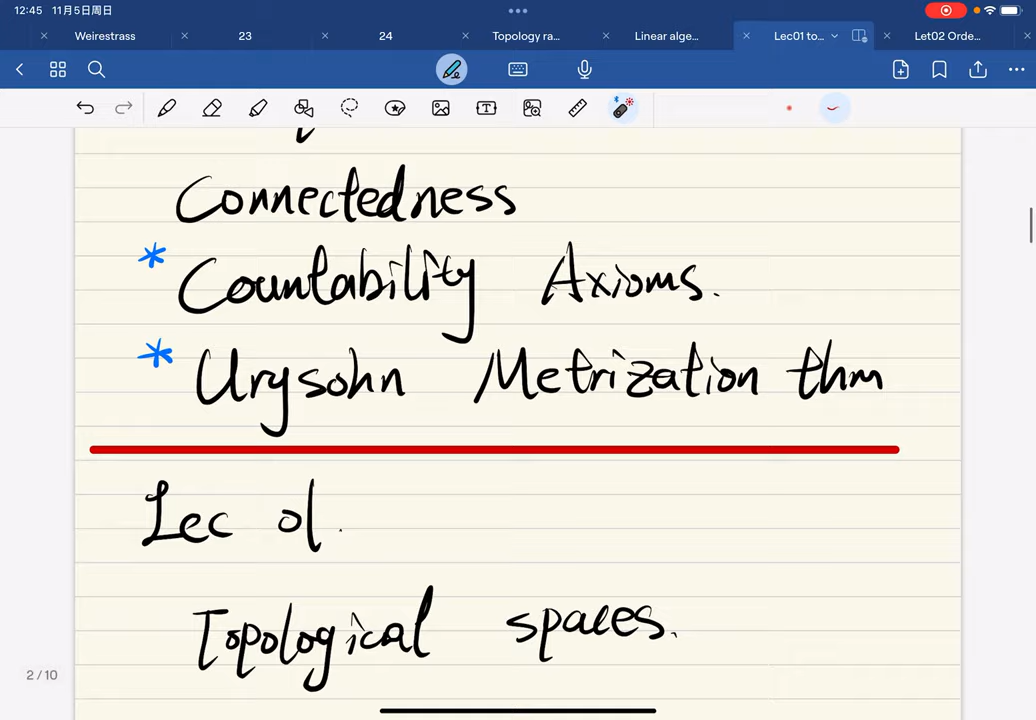 12:45 11月5日周日
Weirestrass 23 24 Topology ra... Linear alge... Lec01 to... Let02 Orde...
Connectedness
* Countability Axioms.
* Urysohn Metrization thm
Lec 01.
Topological spaces.
2/10